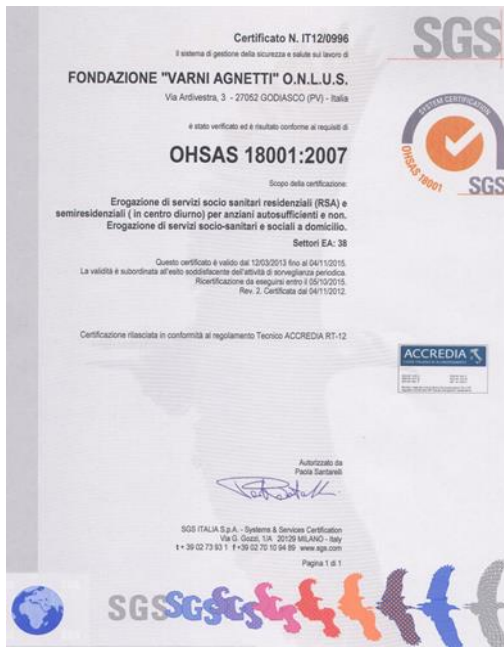 SGS
Certificato N. IT12/0996
Il sistema di gestione della sicurezza e salute sul lavoro di
FONDAZIONE "VARNI AGNETTI" O.N.L.U.S.
Via Ardivestra, 3 - 27052 GODIASCO (PV) - Italia
è stato verificato ed è risultato conforme ai requisiti di
OHSAS 18001:2007
SYSTEM CERTIFICATION
OHSAS 18001
SGS
Scopo della certificazione:
Erogazione di servizi socio sanitari residenziali (RSA) e
semiresidenziali ( in centro diurno) per anziani autosufficienti e non.
Erogazione di servizi socio-sanitari e sociali a domicilio.
Settori EA: 38
Questo certificato è valido dal 12/03/2013 fino al 04/11/2015.
La validità è subordinata all'esito soddisfacente dell'attività di sorveglianza periodica.
Ricertificazione da eseguirsi entro il 05/10/2015.
Rev. 2. Certificata dal 04/11/2012.
Certificazione rilasciata in conformità al regolamento Tecnico ACCREDIA RT-12
ACCREDIA
Autorizzato da
Paola Santarelli
SGS ITALIA S.p.A. - Systems & Services Certification
Via G. Gozzi, 1/A 20129 MILANO - Italy
t + 39 02 73 93 1 f +39 02 70 10 94 89 www.sgs.com
Pagina 1 di 1
SGSSGSSGS